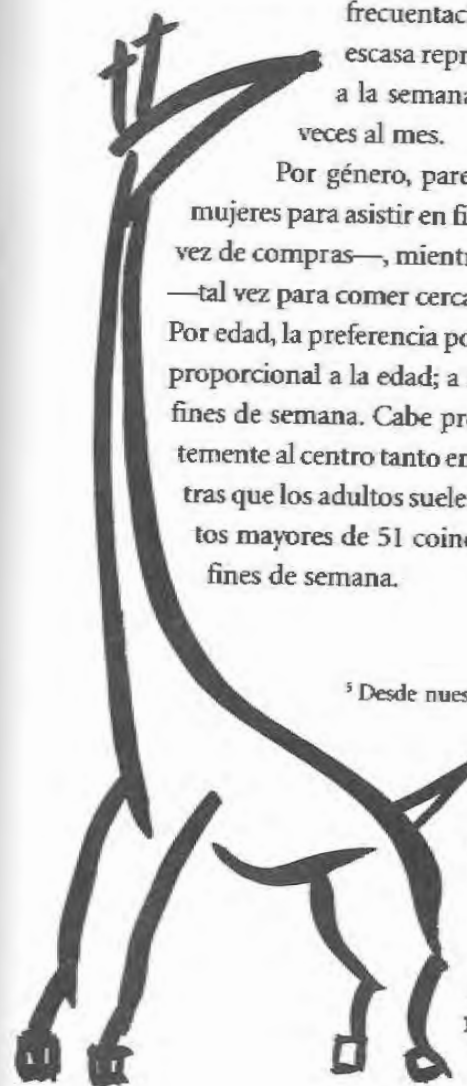 frecuentac
escasa repr
a la semana
veces al mes.
Por género, pare
mujeres para asistir en fi
vez de compras—, mientr
—tal vez para comer cerca
Por edad, la preferencia po
proporcional a la edad; a
fines de semana. Cabe pre
temente al centro tanto en
tras que los adultos suele
tos mayores de 51 coinc
fines de semana.
⁵ Desde nues